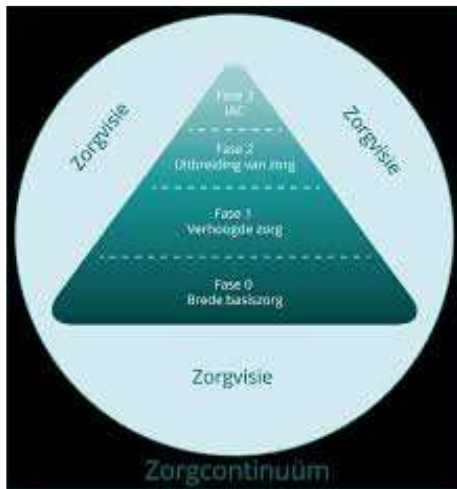 Fase 3
IAC
Zorgvisie
Zorgvisie
Fase 2
Uitbreiding van zorg
Fase 1
Verhoogde zorg
Fase 0
Brede basiszorg
Zorgvisie
Zorgcontinuüm